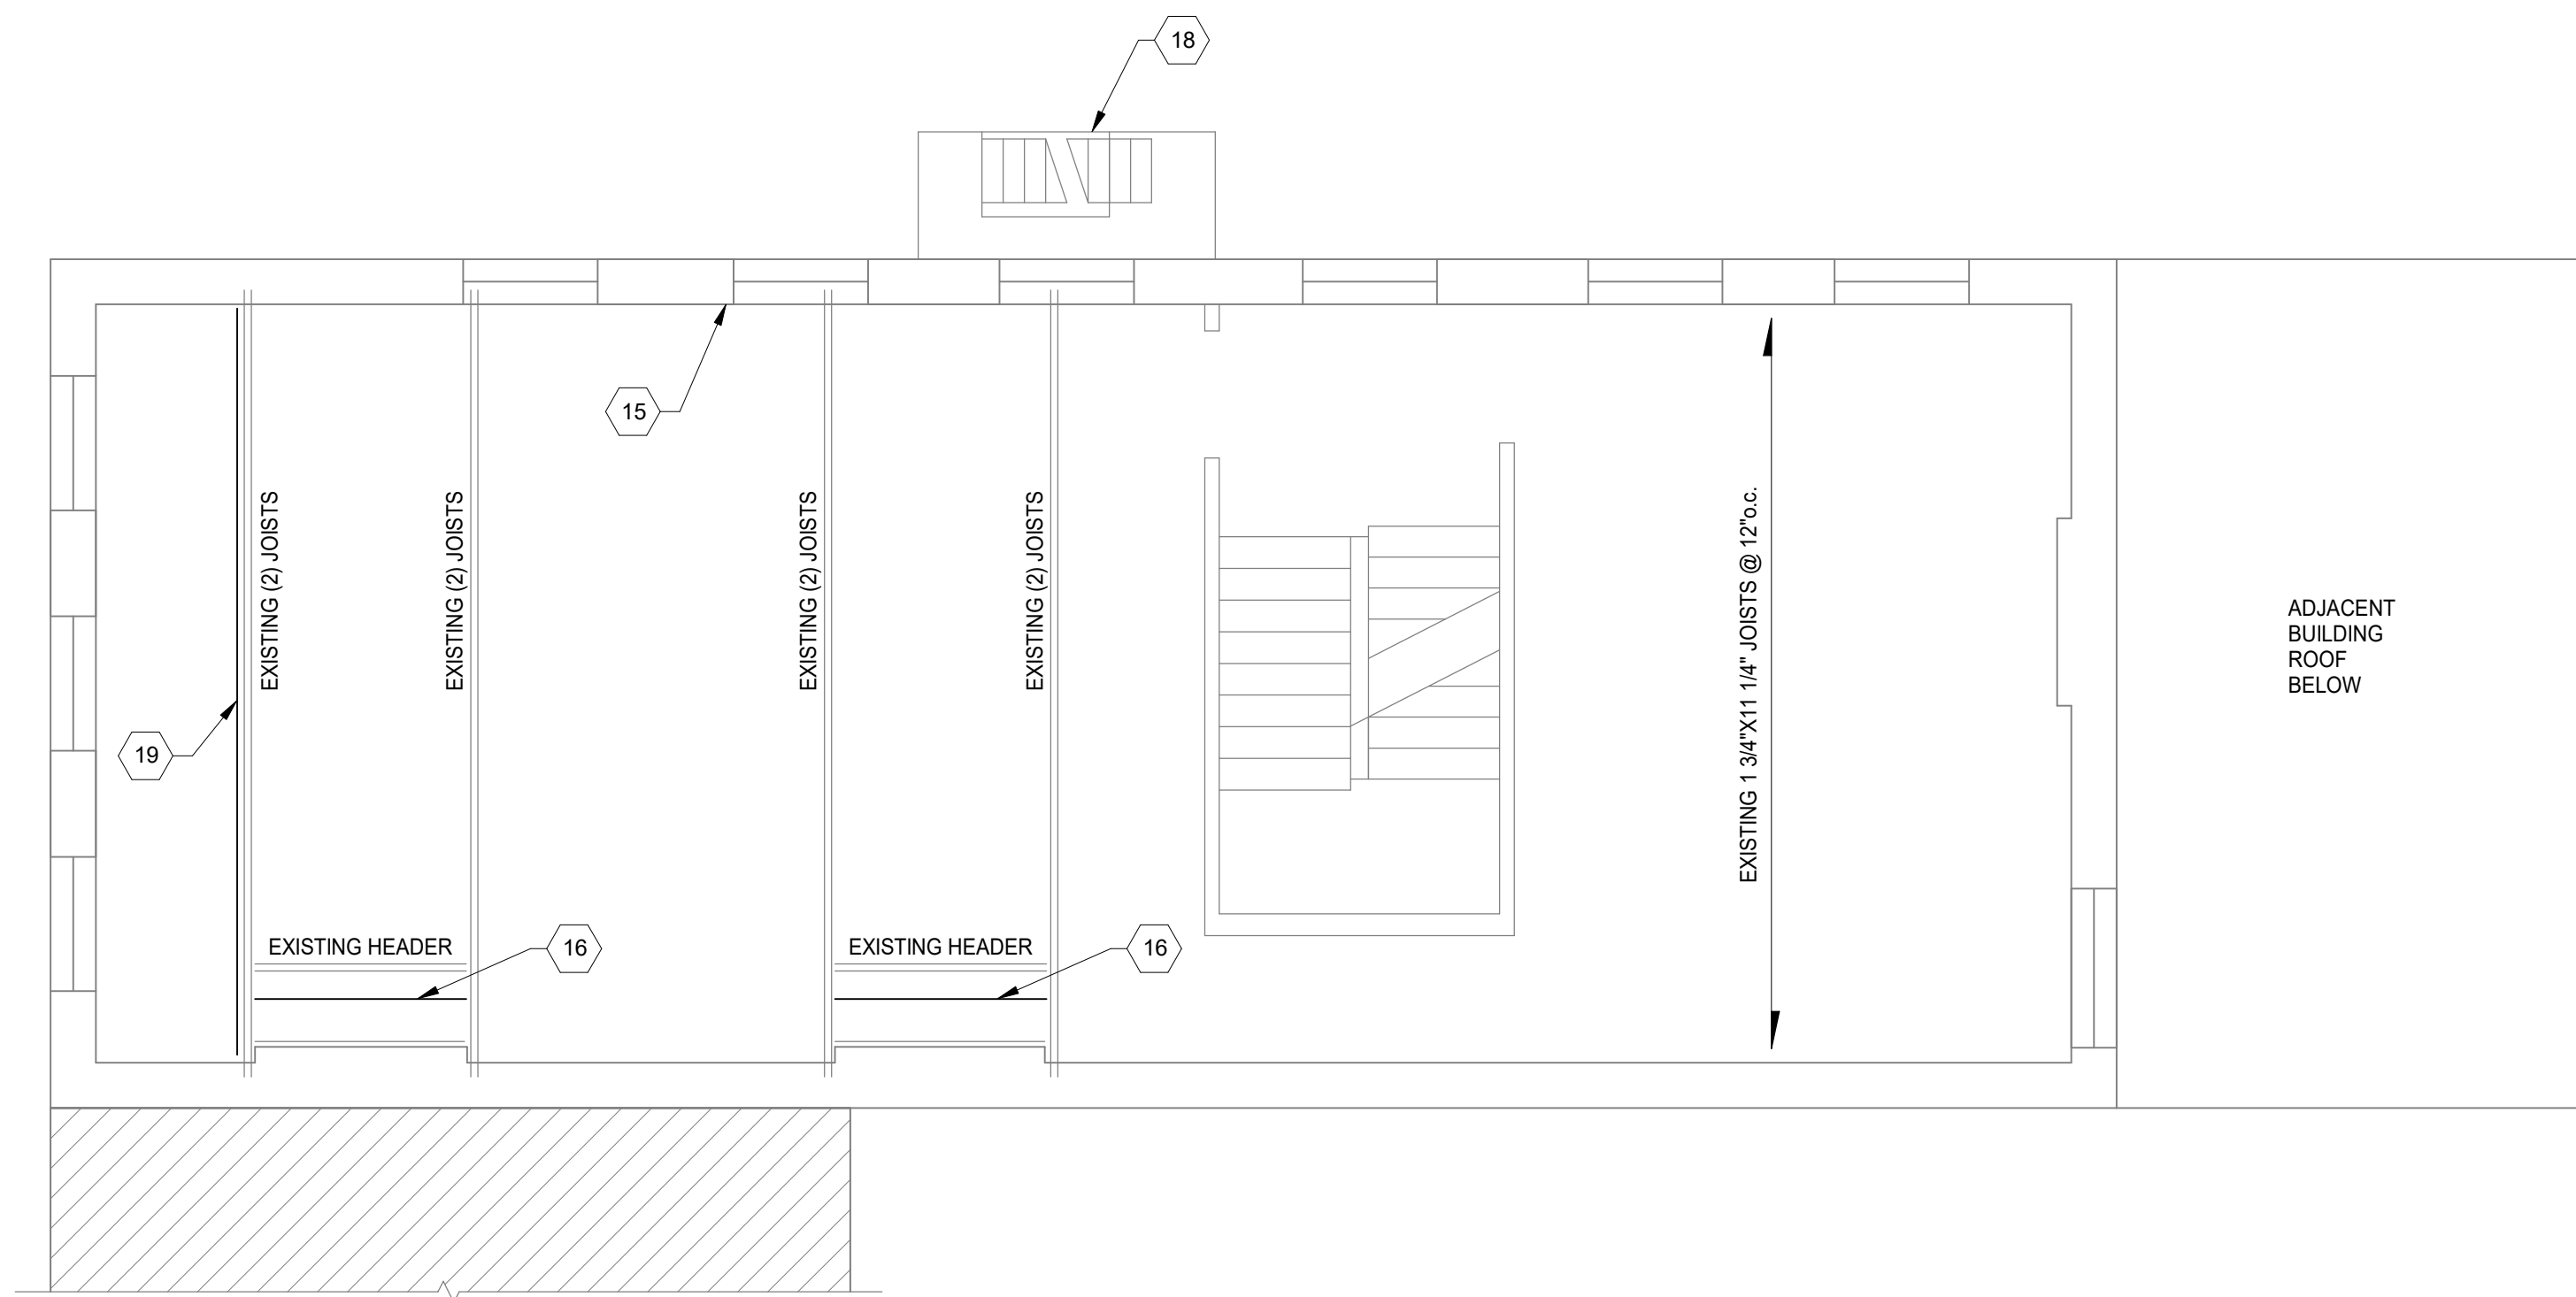 18
15
EXISTING (2) JOISTS
EXISTING (2) JOISTS
EXISTING (2) JOISTS
EXISTING (2) JOISTS
EXISTING 1 3/4"X11 1/4" JOISTS @ 12"o.c.
ADJACENT
BUILDING
ROOF
BELOW
19
EXISTING HEADER
16
EXISTING HEADER
16